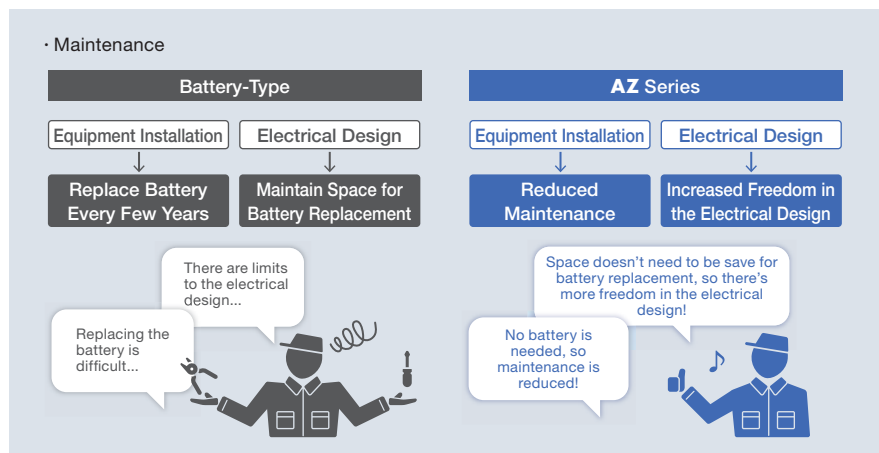 · Maintenance
Battery-Type
Equipment Installation
Electrical Design
Replace Battery
Every Few Years
Maintain Space for
Battery Replacement
There are limits
to the electrical
design...
Replacing the
battery is
difficult...
AZ Series
Equipment Installation
Electrical Design
Reduced
Maintenance
Increased Freedom in
the Electrical Design
Space doesn't need to be save for
battery replacement, so there's
more freedom in the electrical
design!
No battery is
needed, so
maintenance is
reduced!